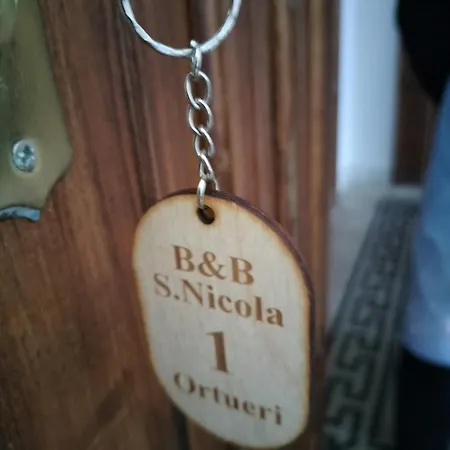 B&B
S.Nicola
1
Ortueri